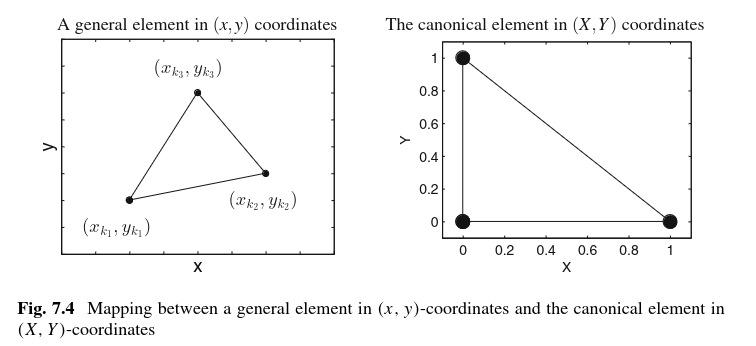 A general element in (x, y) coordinates
(x_{k_3}, y_{k_3})
y
(x_{k_2}, y_{k_2})
(x_{k_1}, y_{k_1})
x
The canonical element in (X, Y) coordinates
1
0.8
0.6
Y
0.4
0.2
0
0 0.2 0.4 0.6 0.8 1
X
Fig. 7.4 Mapping between a general element in (x, y)-coordinates and the canonical element in
(X, Y)-coordinates